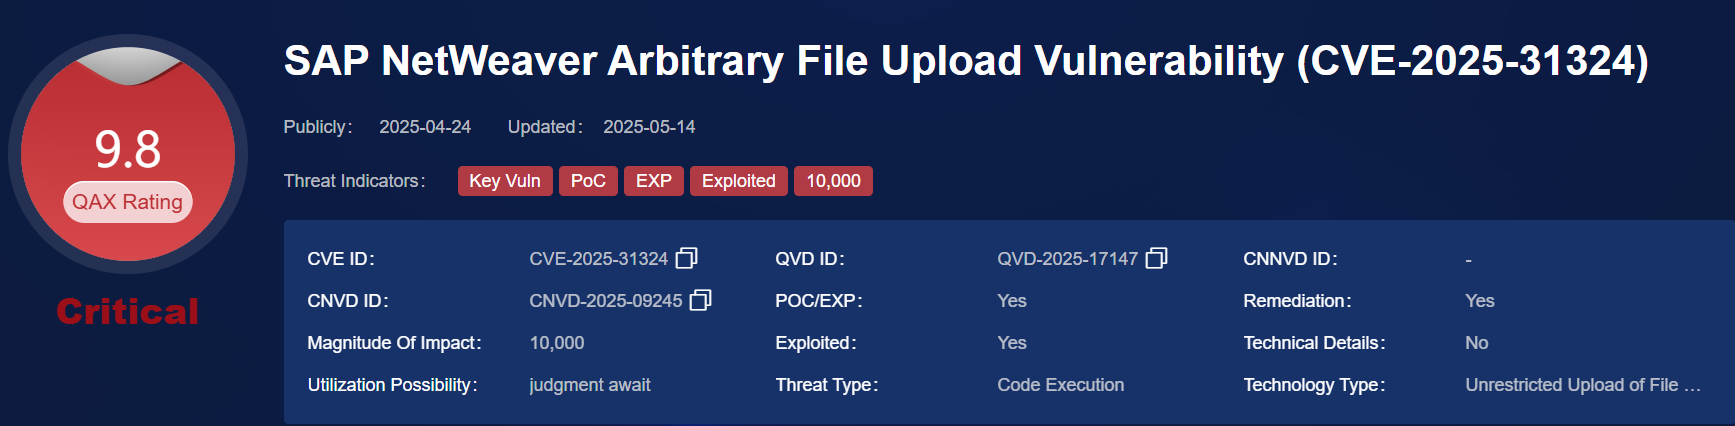 SAP NetWeaver Arbitrary File Upload Vulnerability (CVE-2025-31324)
Publicly: 2025-04-24 Updated: 2025-05-14
9.8
QAX Rating
Critical
Threat Indicators: Key Vuln PoC EXP Exploited 10,000
CVE ID: CVE-2025-31324 QVD ID: QVD-2025-17147 CNNVD ID: -
CNVD ID: CNVD-2025-09245 POC/EXP: Yes Remediation: Yes
Magnitude Of Impact: 10,000 Exploited: Yes Technical Details: No
Utilization Possibility: judgment await Threat Type: Code Execution Technology Type: Unrestricted Upload of File ...